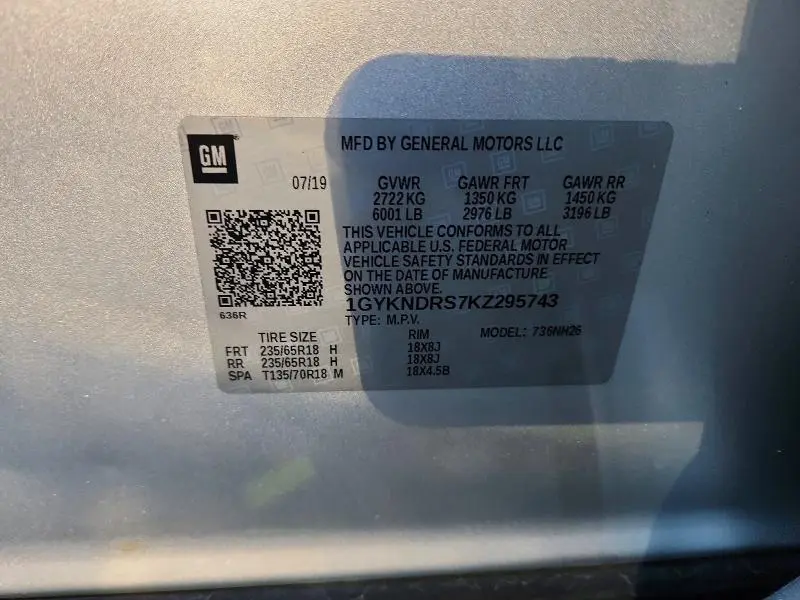 GM
MFD BY GENERAL MOTORS LLC
07/19
GVWR GAWR FRT GAWR RR
2722 KG 1350 KG 1450 KG
6001 LB 2976 LB 3196 LB
THIS VEHICLE CONFORMS TO ALL
APPLICABLE U.S. FEDERAL MOTOR
VEHICLE SAFETY STANDARDS IN EFFECT
ON THE DATE OF MANUFACTURE
SHOWN ABOVE.
1GYKNDRS7KZ295743
636R
TYPE: M.P.V.
MODEL: 736NH26
TIRE SIZE RIM
FRT 235/65R18 H 18X8J
RR 235/65R18 H 18X8J
SPA T135/70R18 M 18X4.5B